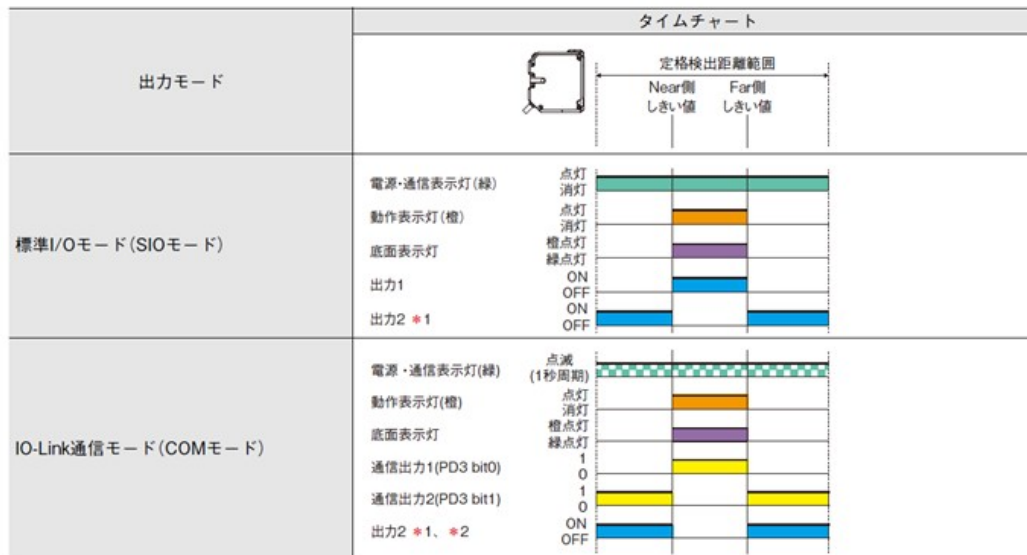 タイムチャート
出力モード
定格検出距離範囲
Near側
しきい値
Far側
しきい値
標準I/Oモード(SIOモード)
電源・通信表示灯(緑)
点灯
消灯
動作表示灯(橙)
点灯
消灯
底面表示灯
橙点灯
緑点灯
出力1
ON
OFF
出力2 *1
ON
OFF
IO-Link通信モード(COMモード)
電源・通信表示灯(緑)
点滅
(1秒周期)
動作表示灯(橙)
点灯
消灯
底面表示灯
橙点灯
緑点灯
通信出力1(PD3 bit0)
1
0
通信出力2(PD3 bit1)
1
0
出力2 *1、*2
ON
OFF